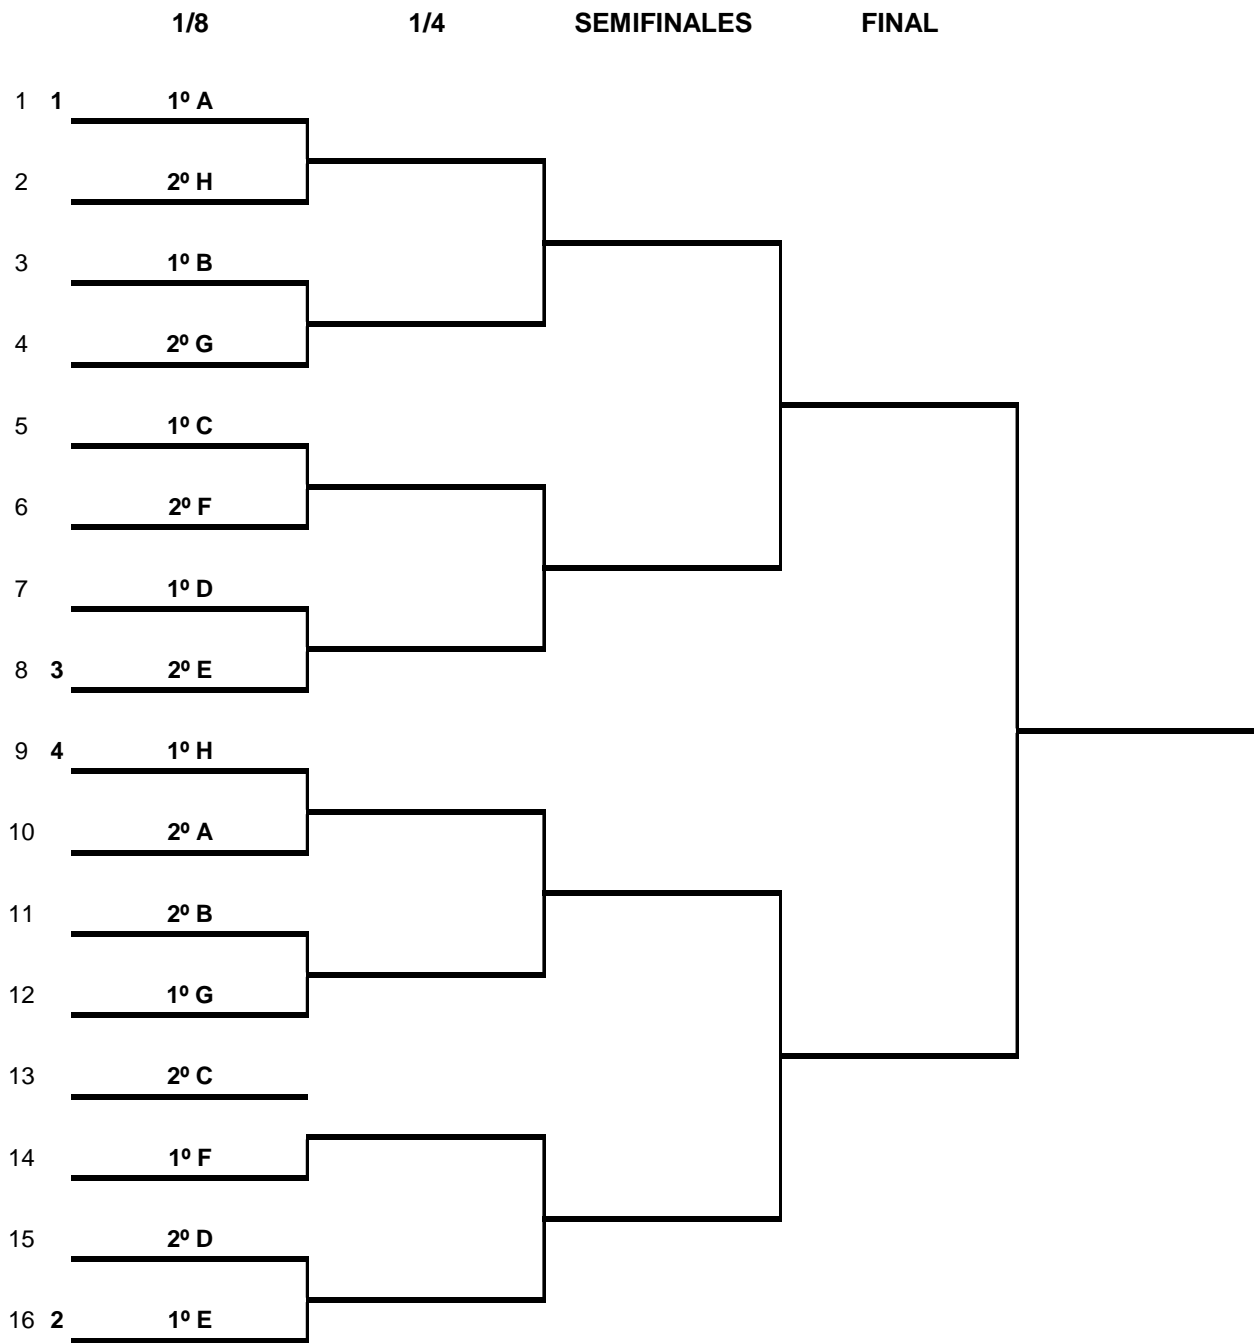 1/8 1/4 SEMIFINALES FINAL
1 1 1º A
2 2º H
3 1º B
4 2º G
5 1º C
6 2º F
7 1º D
8 3 2º E
9 4 1º H
10 2º A
11 2º B
12 1º G
13 2º C
14 1º F
15 2º D
16 2 1º E